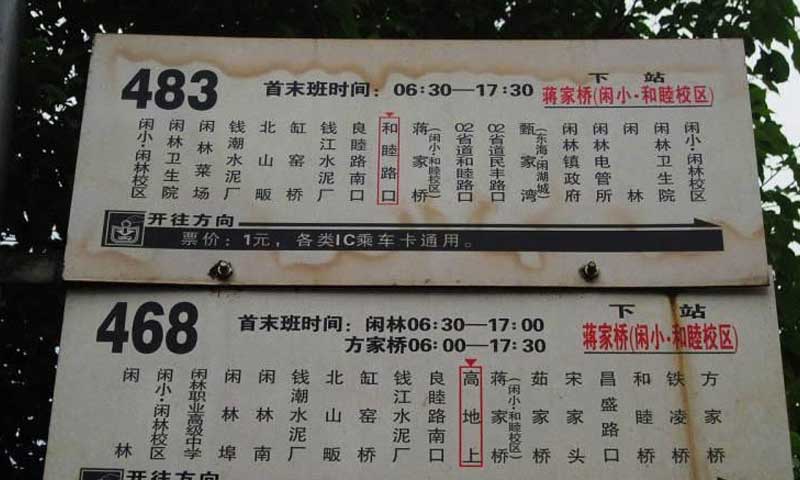 483 首末班时间：06:30—17:30
下 站
蒋家桥(闲小·和睦校区)
闲小·闲林校区
闲林卫生院
闲林菜场
钱潮水泥厂
北山畈
缸窑桥
钱江水泥厂
良睦路南口
和睦路口
蒋家桥(闲小·和睦校区)
02省道和睦路口
02省道民丰路口
甄家湾(东海·闲湖城)
闲林镇政府
闲林电管所
闲林
闲林卫生院
闲小·闲林校区
开往方向
票价：1元，各类IC乘车卡通用。
468 首末班时间：闲林06:30—17:00
方家桥06:00—17:30
下 站
蒋家桥(闲小·和睦校区)
闲林
闲小·闲林校区
闲林职业高级中学
闲林埠
闲林南
钱潮水泥厂
北山畈
缸窑桥
钱江水泥厂
良睦路南口
高地上
蒋家桥(闲小·和睦校区)
茹家桥
宋家头
昌盛路口
和睦桥
铁凌桥
方家桥
开往方向